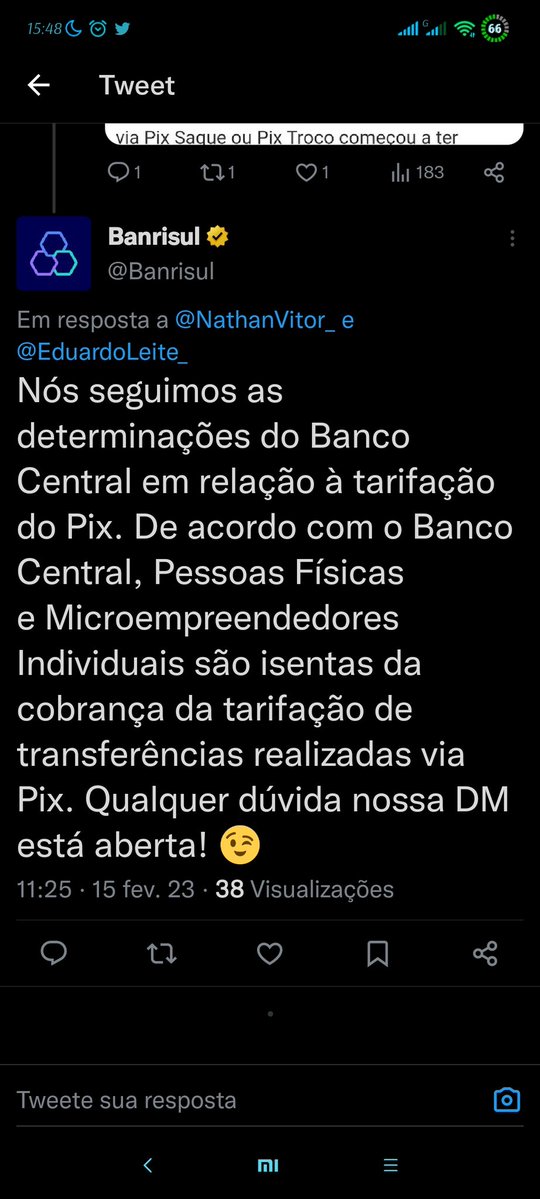 15:48
G
66
Tweet
via Pix Saque ou Pix Troco começou a ter
1
1
1
183
Banrisul
@Banrisul
Em resposta a @NathanVitor_ e
@EduardoLeite_
Nós seguimos as
determinações do Banco
Central em relação à tarifação
do Pix. De acordo com o Banco
Central, Pessoas Físicas
e Microempreendedores
Individuais são isentas da
cobrança da tarifação de
transferências realizadas via
Pix. Qualquer dúvida nossa DM
está aberta! 😉
11:25 · 15 fev. 23 · 38 Visualizações
Tweete sua resposta